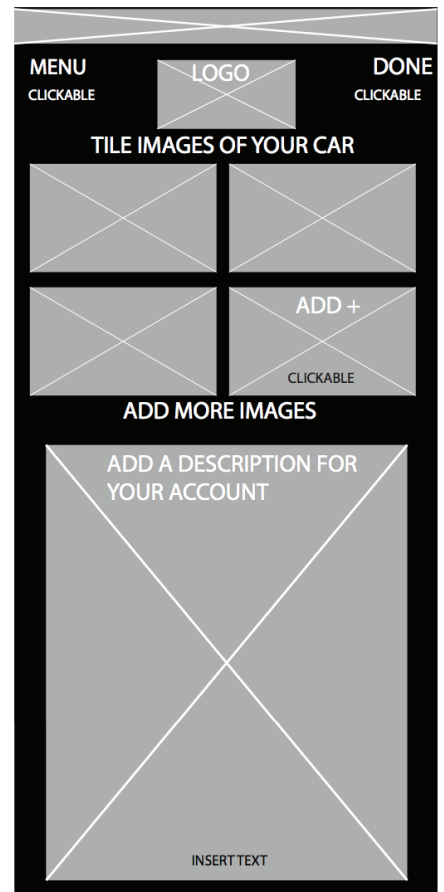 MENU
LOGO
DONE
CLICKABLE
CLICKABLE
TILE IMAGES OF YOUR CAR
ADD +
CLICKABLE
ADD MORE IMAGES
ADD A DESCRIPTION FOR
YOUR ACCOUNT
INSERT TEXT